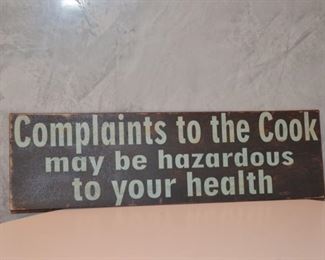 Complaints to the Cook
may be hazardous
to your health